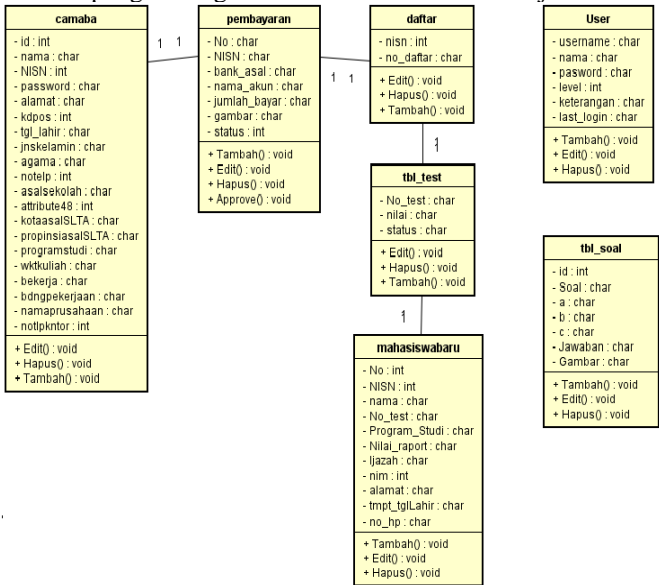 camaba
- id : int
- nama : char
- NISN : int
- password : char
- alamat : char
- kdpos : int
- tgl_lahir : char
- jnskelamin : char
- agama : char
- notelp : int
- asalsekolah : char
- attribute48 : int
- kotaasalSLTA : char
- propinsiasalSLTA : char
- programstudi : char
- wktkuliah : char
- bekerja : char
- bdngpekerjaan : char
- namaprusahaan : char
- notlpkntor : int
+ Edit() : void
+ Hapus() : void
+ Tambah() : void
1 1
pembayaran
- No : char
- NISN : char
- bank_asal : char
- nama_akun : char
- jumlah_bayar : char
- gambar : char
- status : int
+ Tambah() : void
+ Edit() : void
+ Hapus() : void
+ Approve() : void
1 1
daftar
- nisn : int
- no_daftar : char
+ Edit() : void
+ Hapus() : void
+ Tambah() : void
1
tbl_test
- No_test : char
- nilai : char
- status : char
+ Edit() : void
+ Hapus() : void
+ Tambah() : void
1
mahasiswabaru
- No : int
- NISN : int
- nama : char
- No_test : char
- Program_Studi : char
- Nilai_raport : char
- Ijazah : char
- nim : int
- alamat : char
- tmpt_tglLahir : char
- no_hp : char
+ Tambah() : void
+ Edit() : void
+ Hapus() : void
User
- username : char
- nama : char
- pasword : char
- level : int
- keterangan : char
- last_login : char
+ Tambah() : void
+ Edit() : void
+ Hapus() : void
tbl_soal
- id : int
- Soal : char
- a : char
- b : char
- c : char
- Jawaban : char
- Gambar : char
+ Tambah() : void
+ Edit() : void
+ Hapus() : void